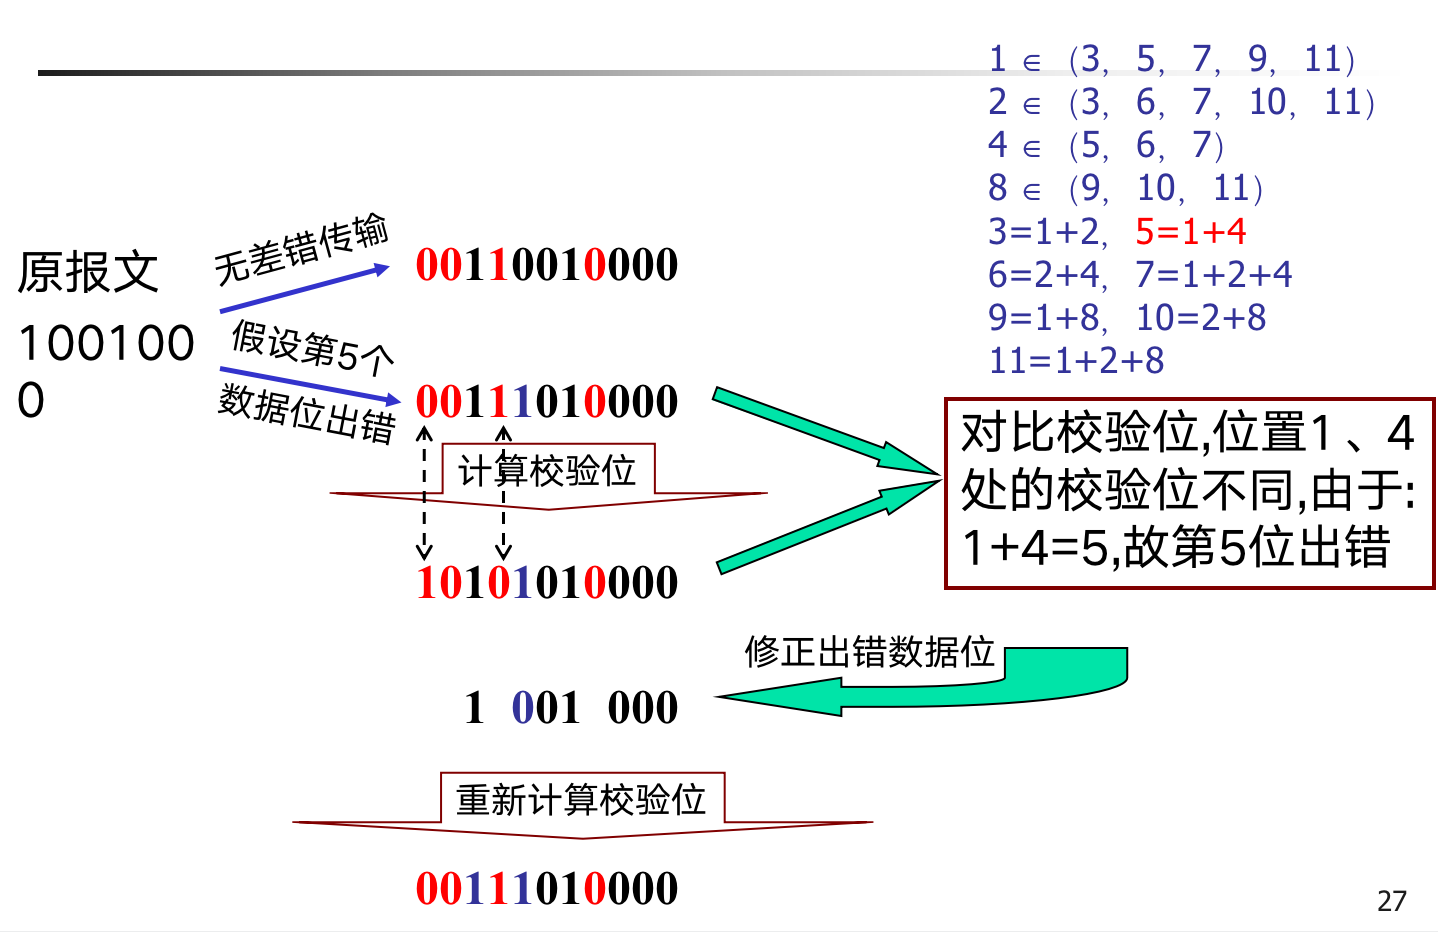 1 ∈ (3, 5, 7, 9, 11)
2 ∈ (3, 6, 7, 10, 11)
4 ∈ (5, 6, 7)
8 ∈ (9, 10, 11)
3=1+2, 5=1+4
6=2+4, 7=1+2+4
9=1+8, 10=2+8
11=1+2+8
原报文
100100
0
无差错传输
00110010000
假设第5个
数据位出错
00111010000
计算校验位
10101010000
对比校验位,位置1、4
处的校验位不同,由于:
1+4=5,故第5位出错
修正出错数据位
1 001 000
重新计算校验位
00111010000
27